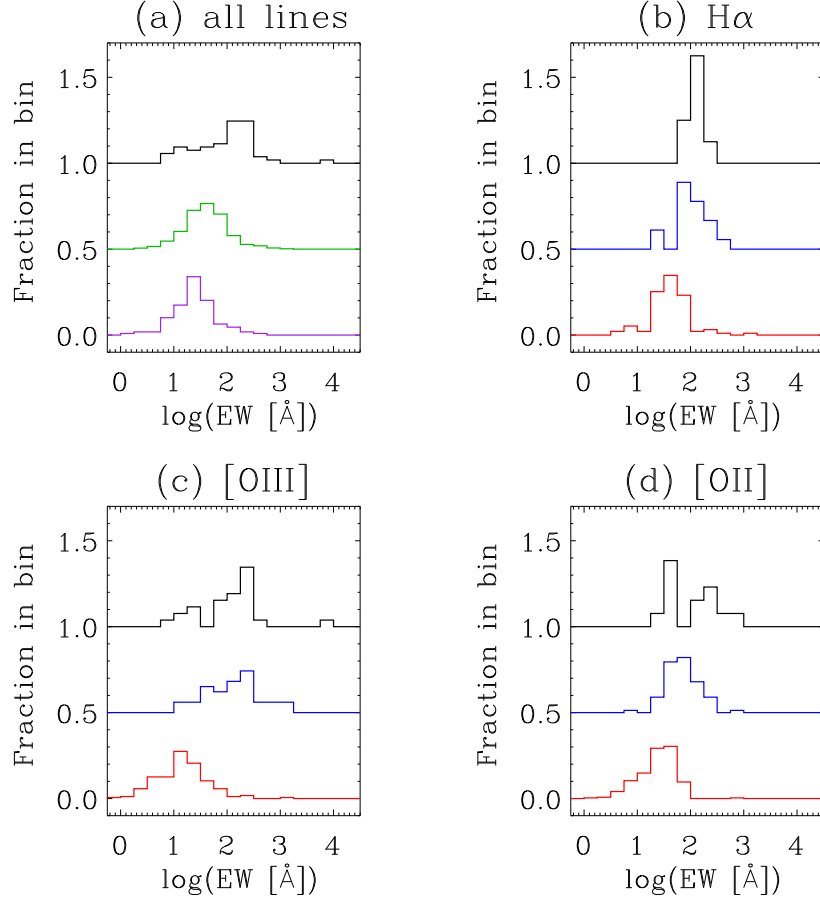 (a) all lines
Fraction in bin
1.5
1.0
0.5
0.0
0 1 2 3 4
log(EW [Å])
(b) Hα
Fraction in bin
1.5
1.0
0.5
0.0
0 1 2 3 4
log(EW [Å])
(c) [OIII]
Fraction in bin
1.5
1.0
0.5
0.0
0 1 2 3 4
log(EW [Å])
(d) [OII]
Fraction in bin
1.5
1.0
0.5
0.0
0 1 2 3 4
log(EW [Å])